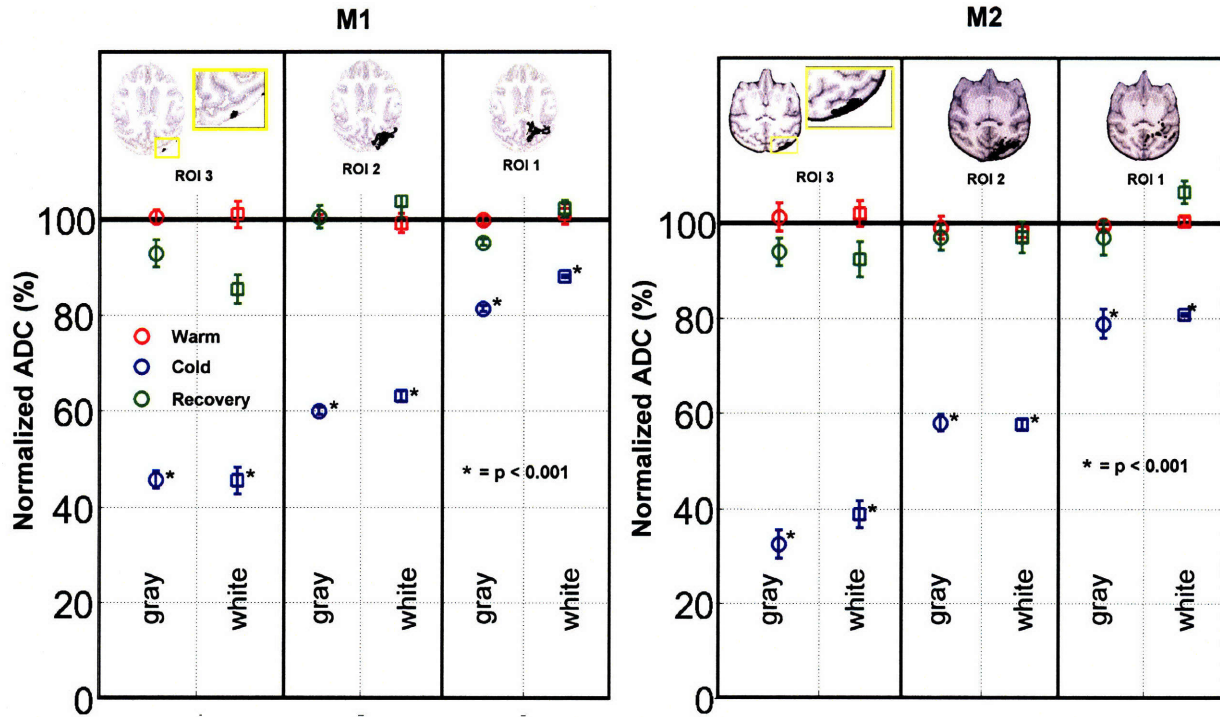 M1
ROI 3
ROI 2
ROI 1
Normalized ADC (%)
100
80
60
40
20
0
Warm
Cold
Recovery
*
*
*
*
*
*
* = p < 0.001
gray
white
gray
white
gray
white
M2
ROI 3
ROI 2
ROI 1
Normalized ADC (%)
100
80
60
40
20
0
*
*
*
*
*
*
* = p < 0.001
gray
white
gray
white
gray
white